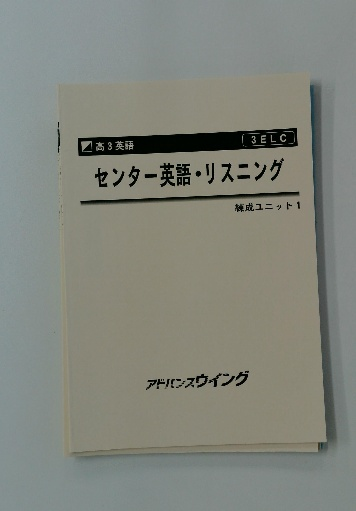 高3英語
3ELC
センター英語・リスニング
練成ユニット1
アドバンスウイング